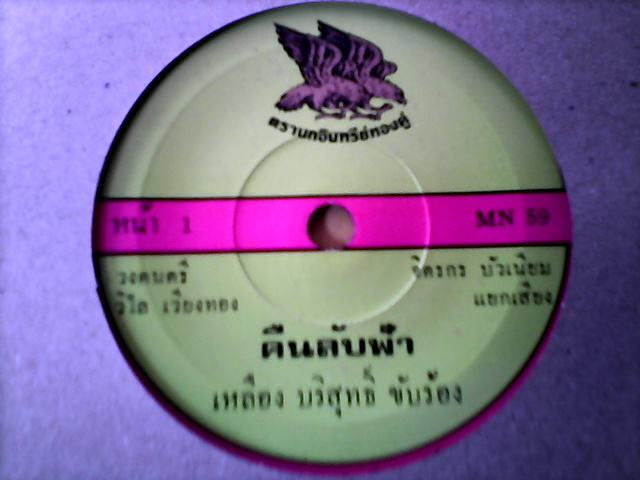 ตรานกอินทรีย์ทองคู่
หน้า 1
MN 59
วงดนตรี
วิไล เวียงทอง
จิตรกร บัวเนียม
แยกเสียง
คืนลับฟ้า
เหลือง บริสุทธิ์ ขับร้อง